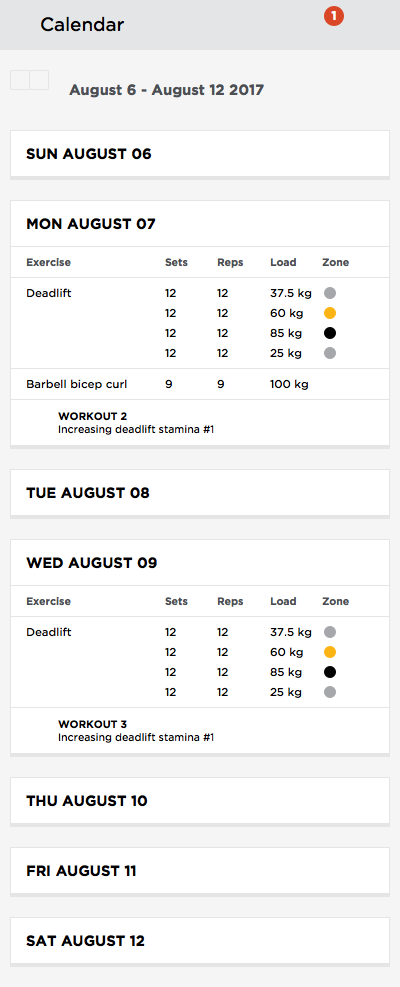 Calendar
1
August 6 - August 12 2017
SUN AUGUST 06
MON AUGUST 07
Exercise Sets Reps Load Zone
Deadlift 12 12 37.5 kg
12 12 60 kg
12 12 85 kg
12 12 25 kg
Barbell bicep curl 9 9 100 kg
WORKOUT 2
Increasing deadlift stamina #1
TUE AUGUST 08
WED AUGUST 09
Exercise Sets Reps Load Zone
Deadlift 12 12 37.5 kg
12 12 60 kg
12 12 85 kg
12 12 25 kg
WORKOUT 3
Increasing deadlift stamina #1
THU AUGUST 10
FRI AUGUST 11
SAT AUGUST 12